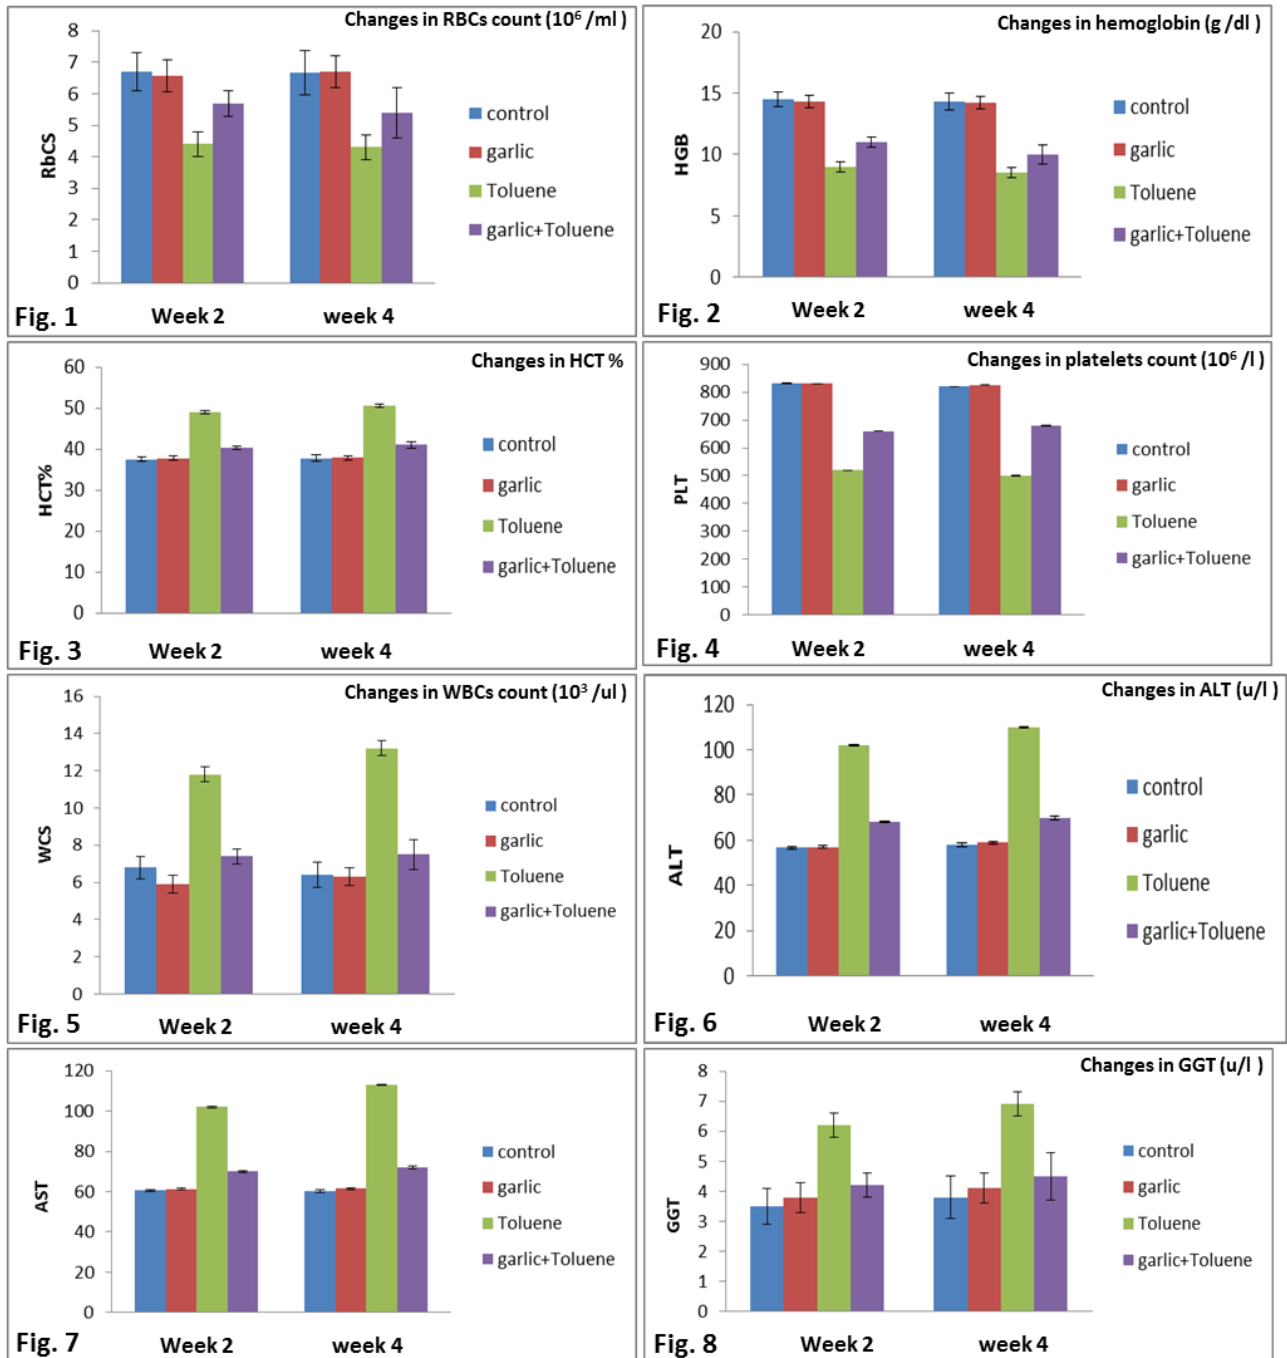 Changes in RBCs count (10⁶ /ml )
8
7
6
5
4
3
2
1
0
RbCS
control
garlic
Toluene
garlic+Toluene
Week 2
week 4
Fig. 1
Changes in hemoglobin (g /dl )
20
15
10
5
0
HGB
control
garlic
Toluene
garlic+Toluene
Week 2
week 4
Fig. 2
Changes in HCT %
60
50
40
30
20
10
0
HCT%
control
garlic
Toluene
garlic+Toluene
Week 2
week 4
Fig. 3
Changes in platelets count (10⁶ /l )
900
800
700
600
500
400
300
200
100
0
PLT
control
garlic
Toluene
garlic+Toluene
Week 2
week 4
Fig. 4
Changes in WBCs count (10³ /ul )
16
14
12
10
8
6
4
2
0
WCS
control
garlic
Toluene
garlic+Toluene
Week 2
week 4
Fig. 5
Changes in ALT (u/l )
120
100
80
60
40
20
0
ALT
control
garlic
Toluene
garlic+Toluene
Week 2
week 4
Fig. 6
120
100
80
60
40
20
0
AST
control
garlic
Toluene
garlic+Toluene
Week 2
week 4
Fig. 7
Changes in GGT (u/l )
8
7
6
5
4
3
2
1
0
GGT
control
garlic
Toluene
garlic+Toluene
Week 2
week 4
Fig. 8